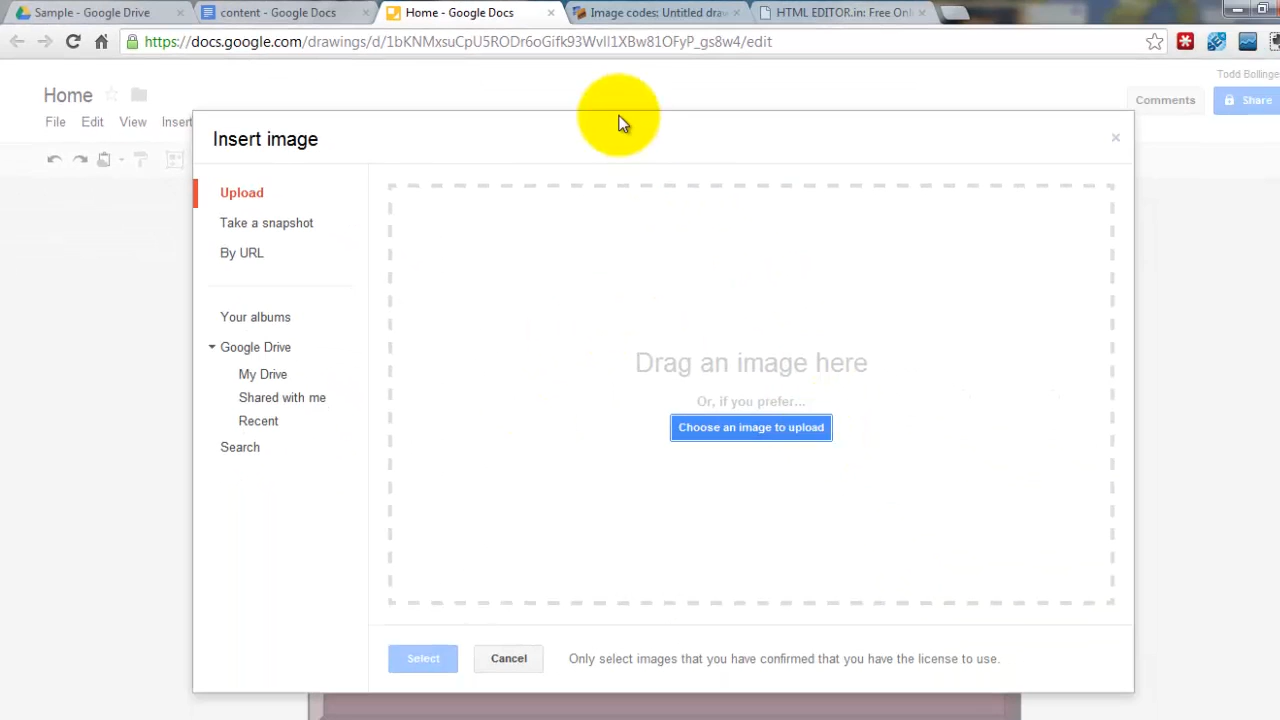 Sample - Google Drive
content - Google Docs
Home - Google Docs
Image codes: Untitled draw
HTML EDITOR.in: Free Onl
https://docs.google.com/drawings/d/1bKNMxsuCpU5RODr6oGifk93WvlI1XBw81OFyP_gs8w4/edit
Todd Bollinge
Home
Comments
Share
File Edit View Insert
Insert image
Upload
Take a snapshot
By URL
Your albums
Google Drive
My Drive
Shared with me
Recent
Search
Drag an image here
Or, if you prefer...
Choose an image to upload
Select
Cancel
Only select images that you have confirmed that you have the license to use.